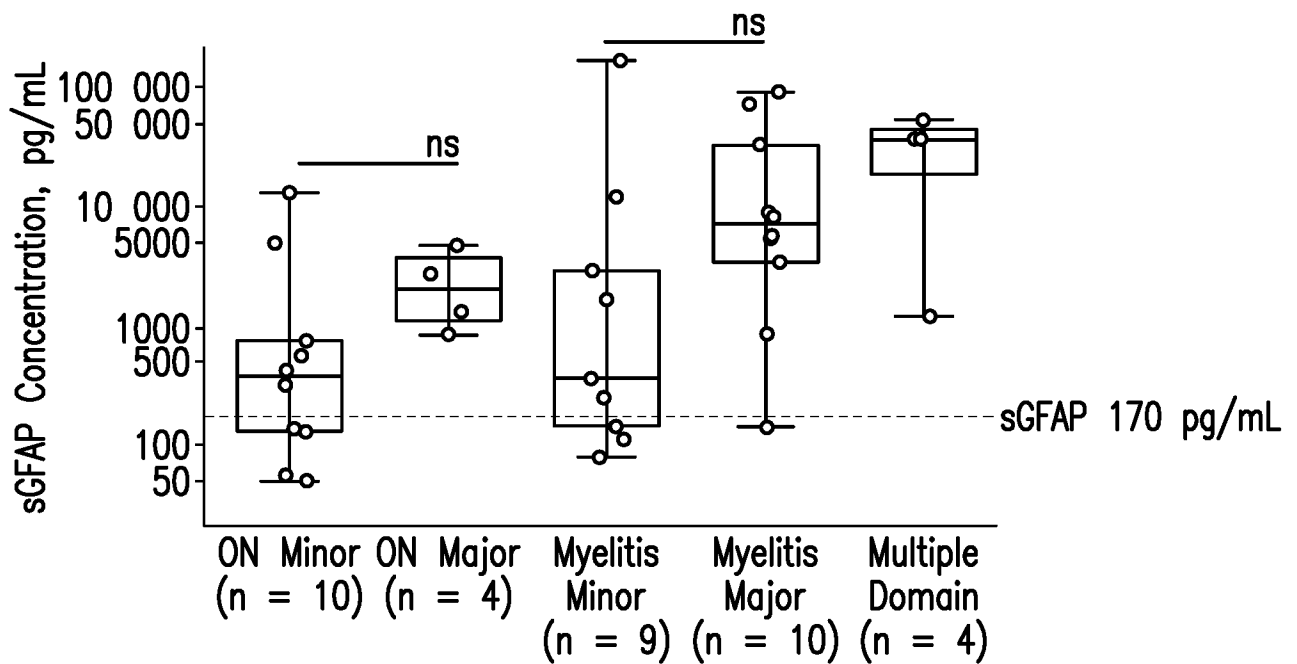 ns
ns
sGFAP Concentration, pg/mL
100 000
50 000
10 000
5000
1000
500
100
50
sGFAP 170 pg/mL
ON Minor
(n = 10)
ON Major
(n = 4)
Myelitis
Minor
(n = 9)
Myelitis
Major
(n = 10)
Multiple
Domain
(n = 4)